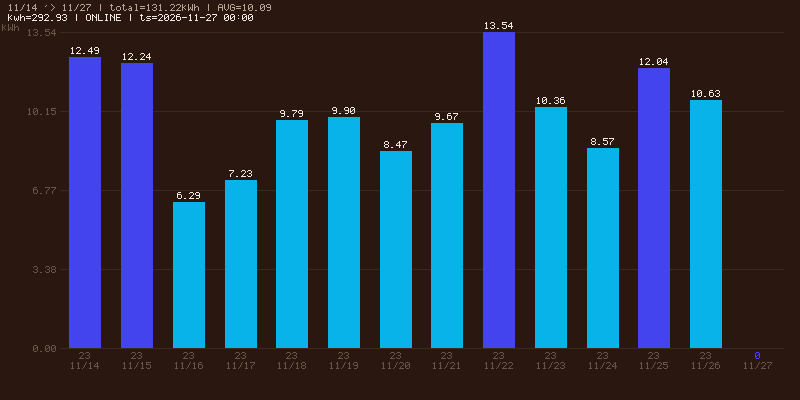 11/14 -> 11/27 | total=131.22kWh | AVG=10.09
Kwh=292.93 | ONLINE | ts=2026-11-27 00:00
kWh
13.54
10.15
6.77
3.38
0.00
12.49 12.24 6.29 7.23 9.79 9.90 8.47 9.67 13.54 10.36 8.57 12.04 10.63
23 23 23 23 23 23 23 23 23 23 23 23 23 0
11/14 11/15 11/16 11/17 11/18 11/19 11/20 11/21 11/22 11/23 11/24 11/25 11/26 11/27